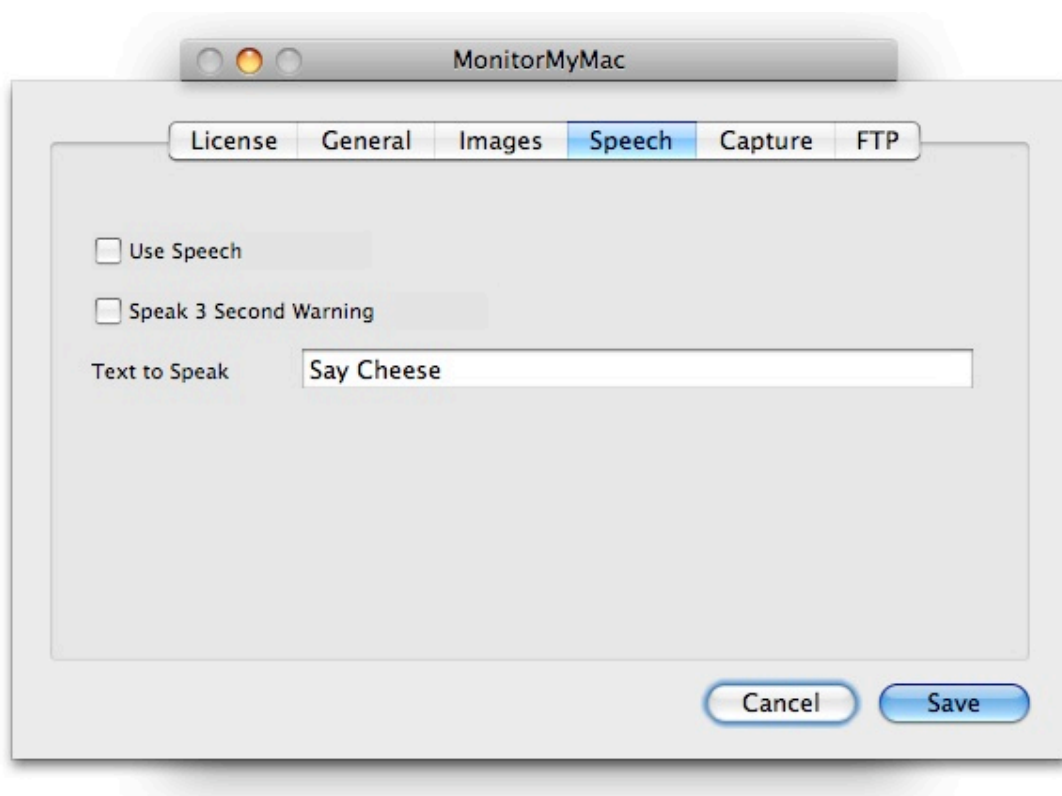 MonitorMyMac
License General Images Speech Capture FTP
Use Speech
Speak 3 Second Warning
Text to Speak Say Cheese
Cancel Save